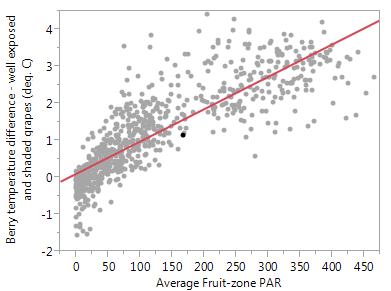 Berry temperature difference - well exposed
and shaded grapes (deg. C)
4
3
2
1
0
-1
-2
0 50 100 150 200 250 300 350 400 450
Average Fruit-zone PAR